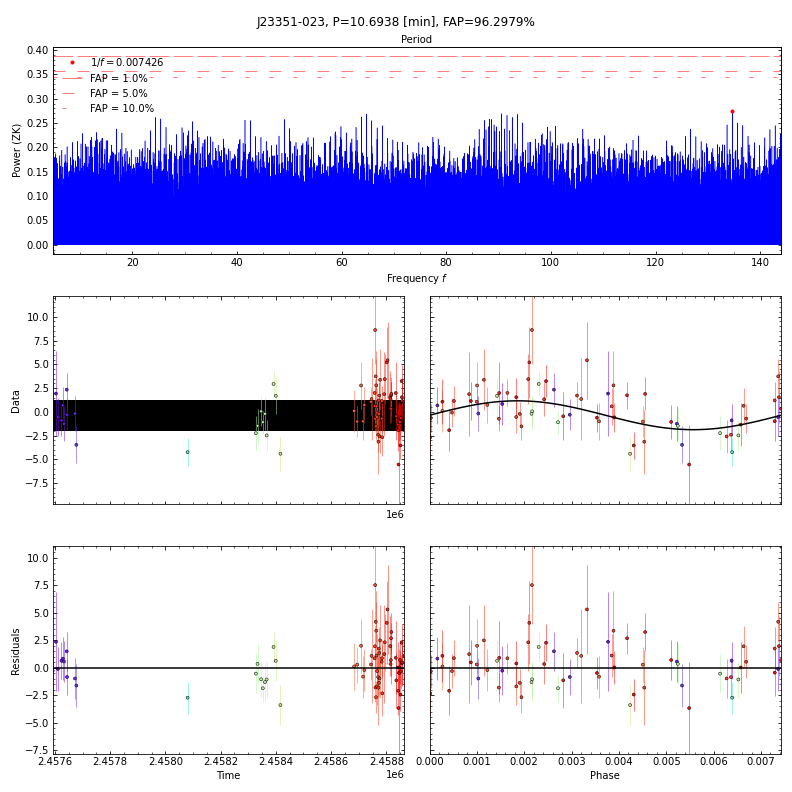 J23351-023, P=10.6938 [min], FAP=96.2979%
Period
0.40
0.35
0.30
0.25
0.20
0.15
0.10
0.05
0.00
Power (ZK)
1/f = 0.007426
FAP = 1.0%
FAP = 5.0%
FAP = 10.0%
20 40 60 80 100 120 140
Frequency f
10.0
7.5
5.0
2.5
0.0
−2.5
−5.0
−7.5
Data
1e6
10.0
7.5
5.0
2.5
0.0
−2.5
−5.0
−7.5
Residuals
2.4576 2.4578 2.4580 2.4582 2.4584 2.4586 2.4588
1e6
Time
0.000 0.001 0.002 0.003 0.004 0.005 0.006 0.007
Phase